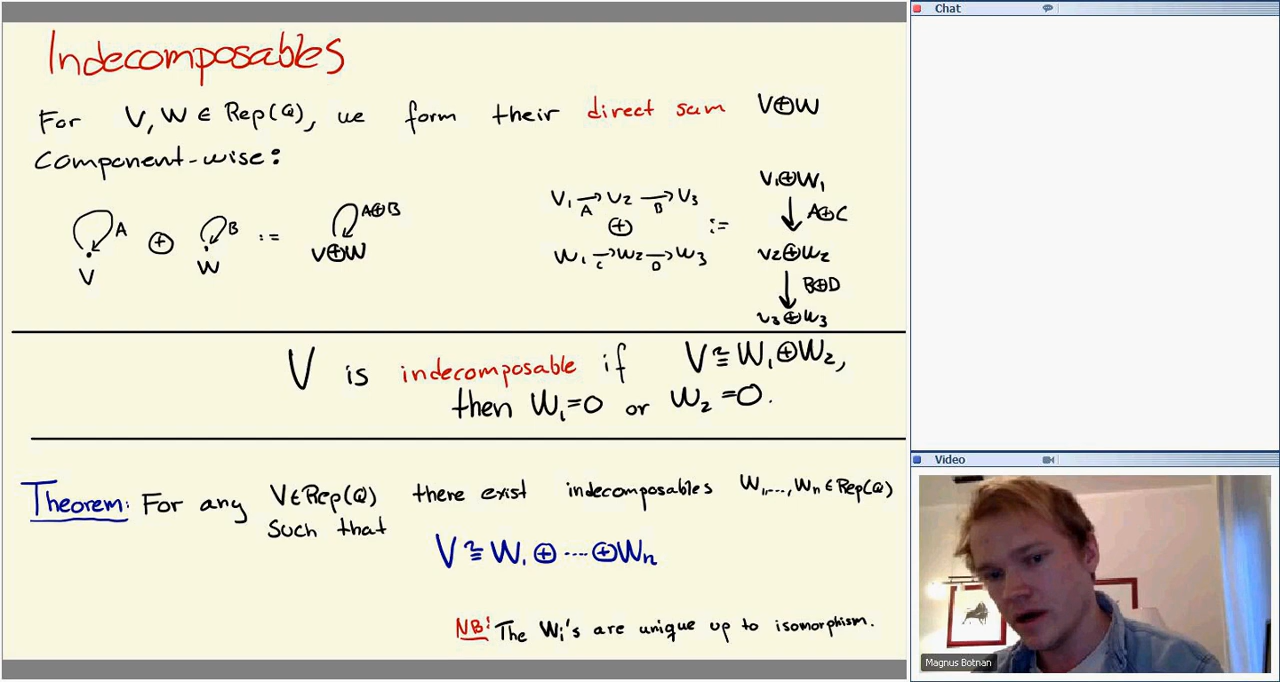 Indecomposables
For V, W ∈ Rep(Q), we form their direct sum V⊕W
Component-wise:
A ⊕ B := A⊕B
V W V⊕W
V₁ →A V₂ →B V₃
⊕ :=
W₁ →C W₂ →D W₃
V₁⊕W₁
↓ A⊕C
V₂⊕W₂
↓ B⊕D
V₃⊕W₃
V is indecomposable if V≅W₁⊕W₂,
then W₁=0 or W₂=0.
Theorem: For any V∈Rep(Q) there exist indecomposables W₁,...,Wn∈Rep(Q)
Such that
V≅W₁⊕....⊕Wn
NB! The Wi's are unique up to isomorphism.
Chat
Video
Magnus Botnan